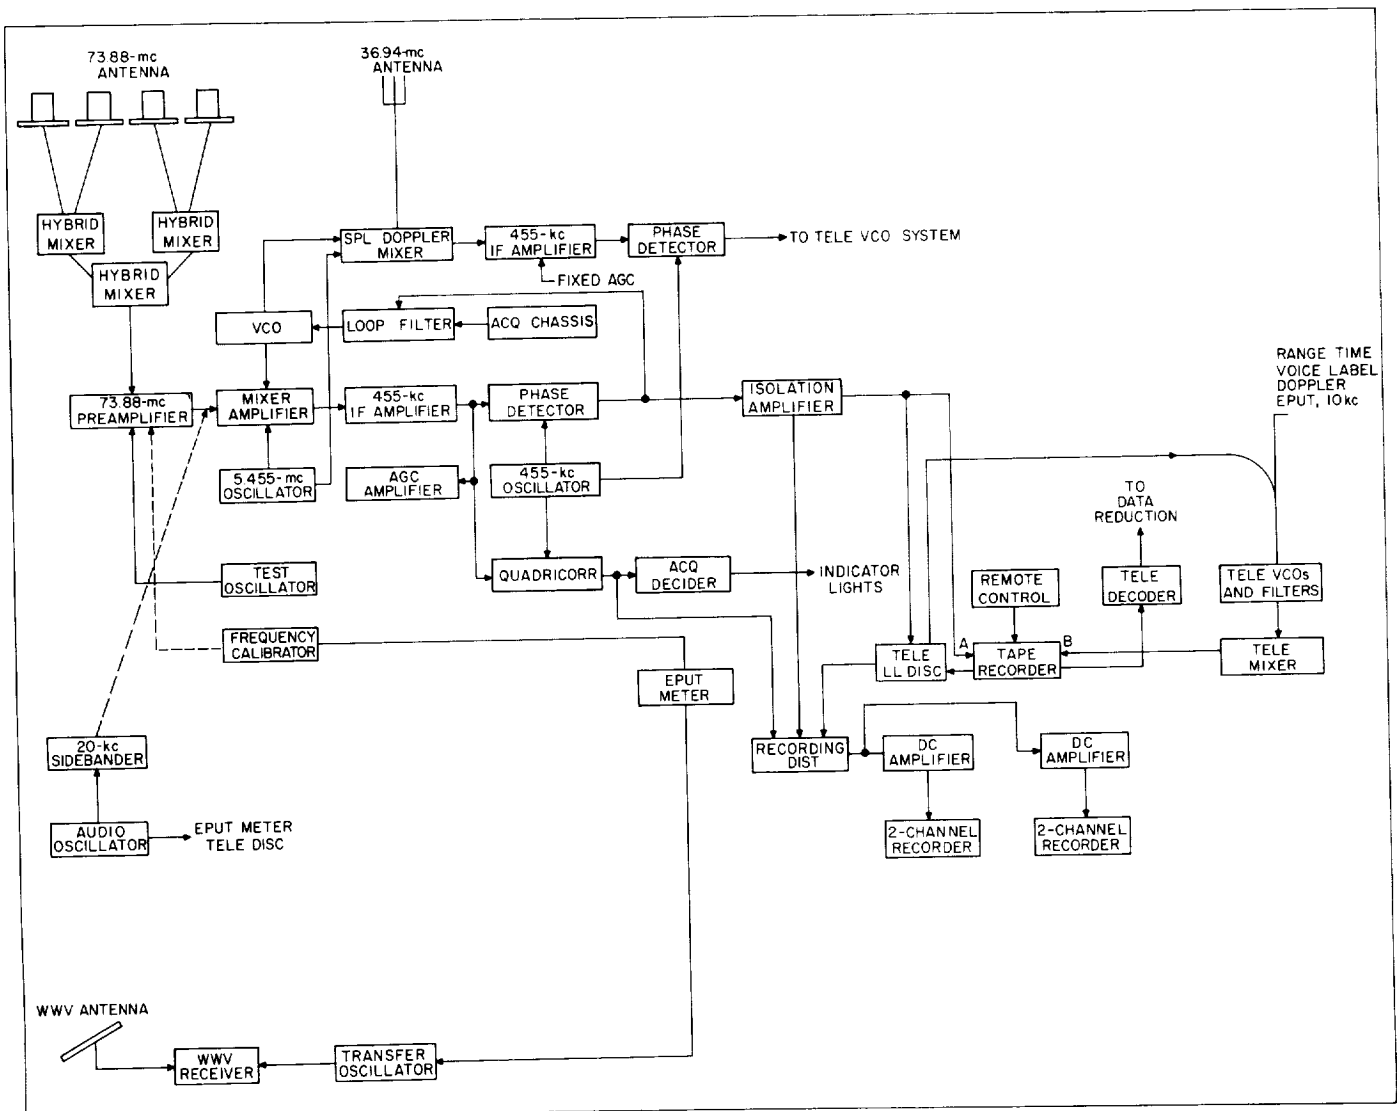 73.88-mc
ANTENNA
36.94-mc
ANTENNA
HYBRID
MIXER
HYBRID
MIXER
HYBRID
MIXER
SPL DOPPLER
MIXER
455-kc
IF AMPLIFIER
PHASE
DETECTOR
TO TELE VCO SYSTEM
FIXED AGC
VCO
LOOP FILTER
ACQ CHASSIS
RANGE TIME
VOICE LABEL
DOPPLER
EPUT, 10kc
73.88-mc
PREAMPLIFIER
MIXER
AMPLIFIER
455-kc
IF AMPLIFIER
PHASE
DETECTOR
ISOLATION
AMPLIFIER
5.455-mc
OSCILLATOR
AGC
AMPLIFIER
455-kc
OSCILLATOR
TO
DATA
REDUCTION
TEST
OSCILLATOR
QUADRICORR
ACQ
DECIDER
INDICATOR
LIGHTS
REMOTE
CONTROL
TELE
DECODER
TELE VCOs
AND FILTERS
FREQUENCY
CALIBRATOR
EPUT
METER
TELE
LL DISC
A
TAPE
RECORDER
B
TELE
MIXER
20-kc
SIDEBANDER
RECORDING
DIST
DC
AMPLIFIER
DC
AMPLIFIER
AUDIO
OSCILLATOR
EPUT METER
TELE DISC
2-CHANNEL
RECORDER
2-CHANNEL
RECORDER
WWV ANTENNA
WWV
RECEIVER
TRANSFER
OSCILLATOR